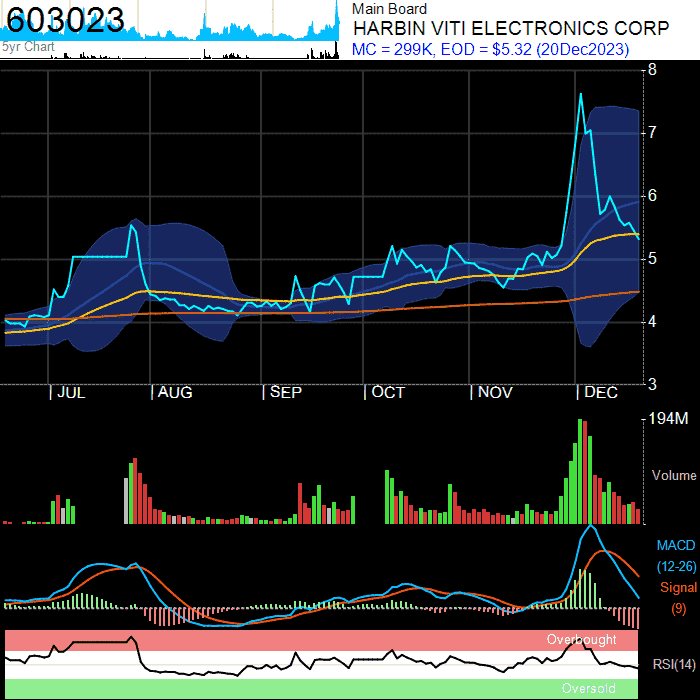 603023
5yr Chart
Main Board
HARBIN VITI ELECTRONICS CORP
MC = 299K, EOD = $5.32 (20Dec2023)
8
7
6
5
4
3
| JUL | AUG | SEP | OCT | NOV | DEC
194M
Volume
MACD
(12-26)
Signal
(9)
Overbought
RSI(14)
Oversold